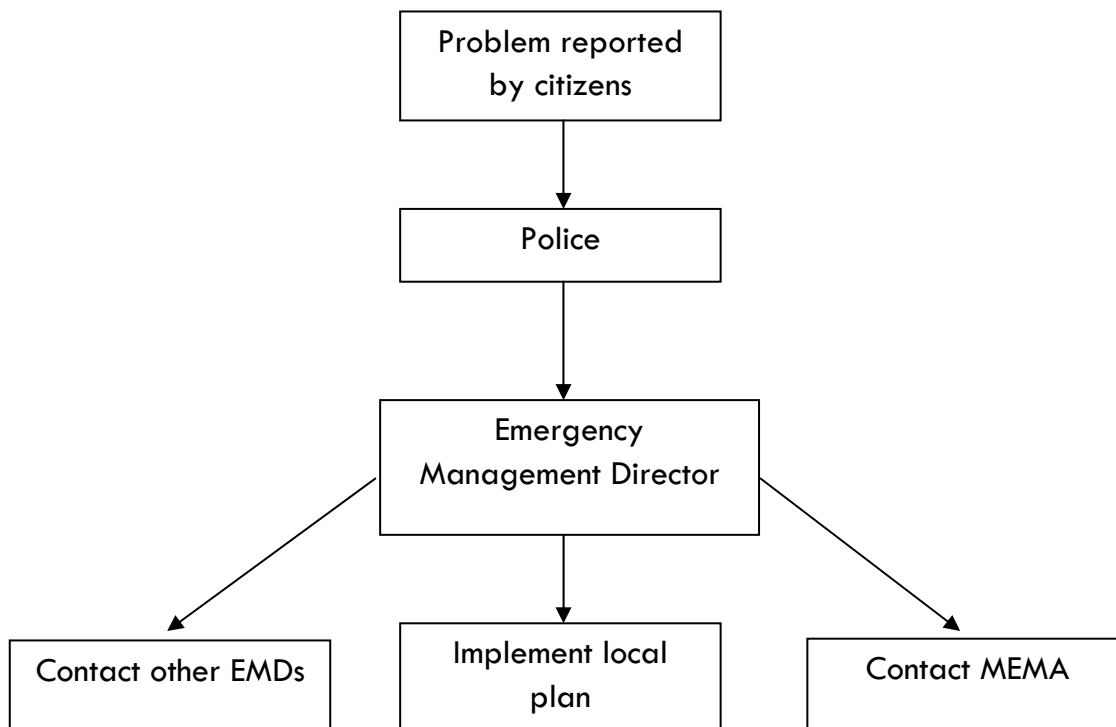 Problem reported
by citizens
Police
Emergency
Management Director
Contact other EMDs
Implement local
plan
Contact MEMA